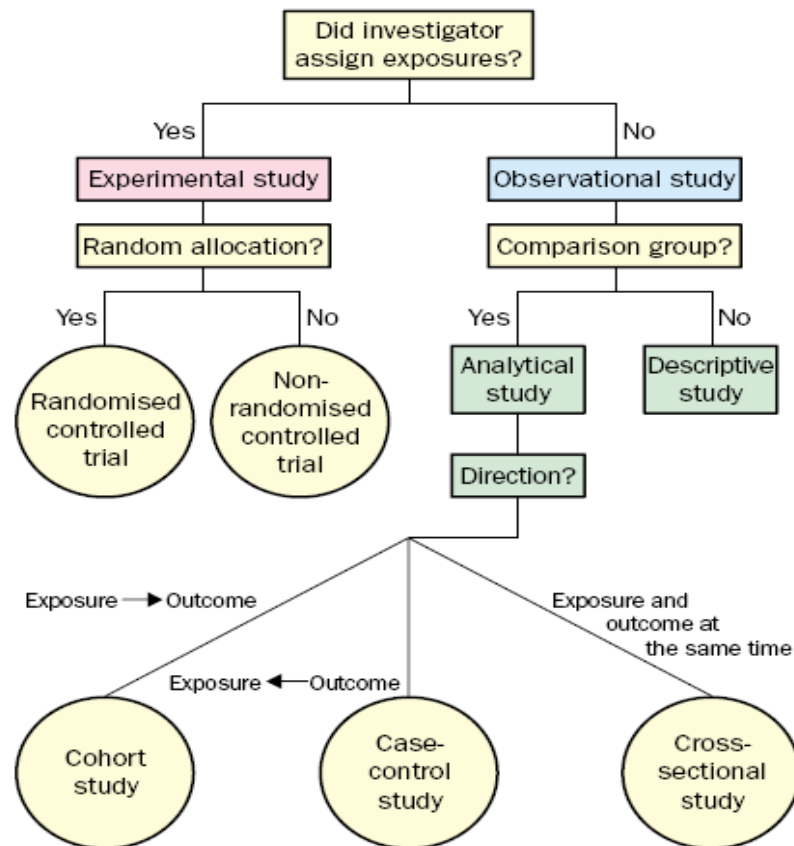 Did investigator
assign exposures?
Yes
No
Experimental study
Observational study
Random allocation?
Comparison group?
Yes
No
Yes
No
Randomised
controlled
trial
Non-
randomised
controlled
trial
Analytical
study
Descriptive
study
Direction?
Exposure → Outcome
Exposure and
outcome at
the same time
Exposure ← Outcome
Cohort
study
Case-
control
study
Cross-
sectional
study